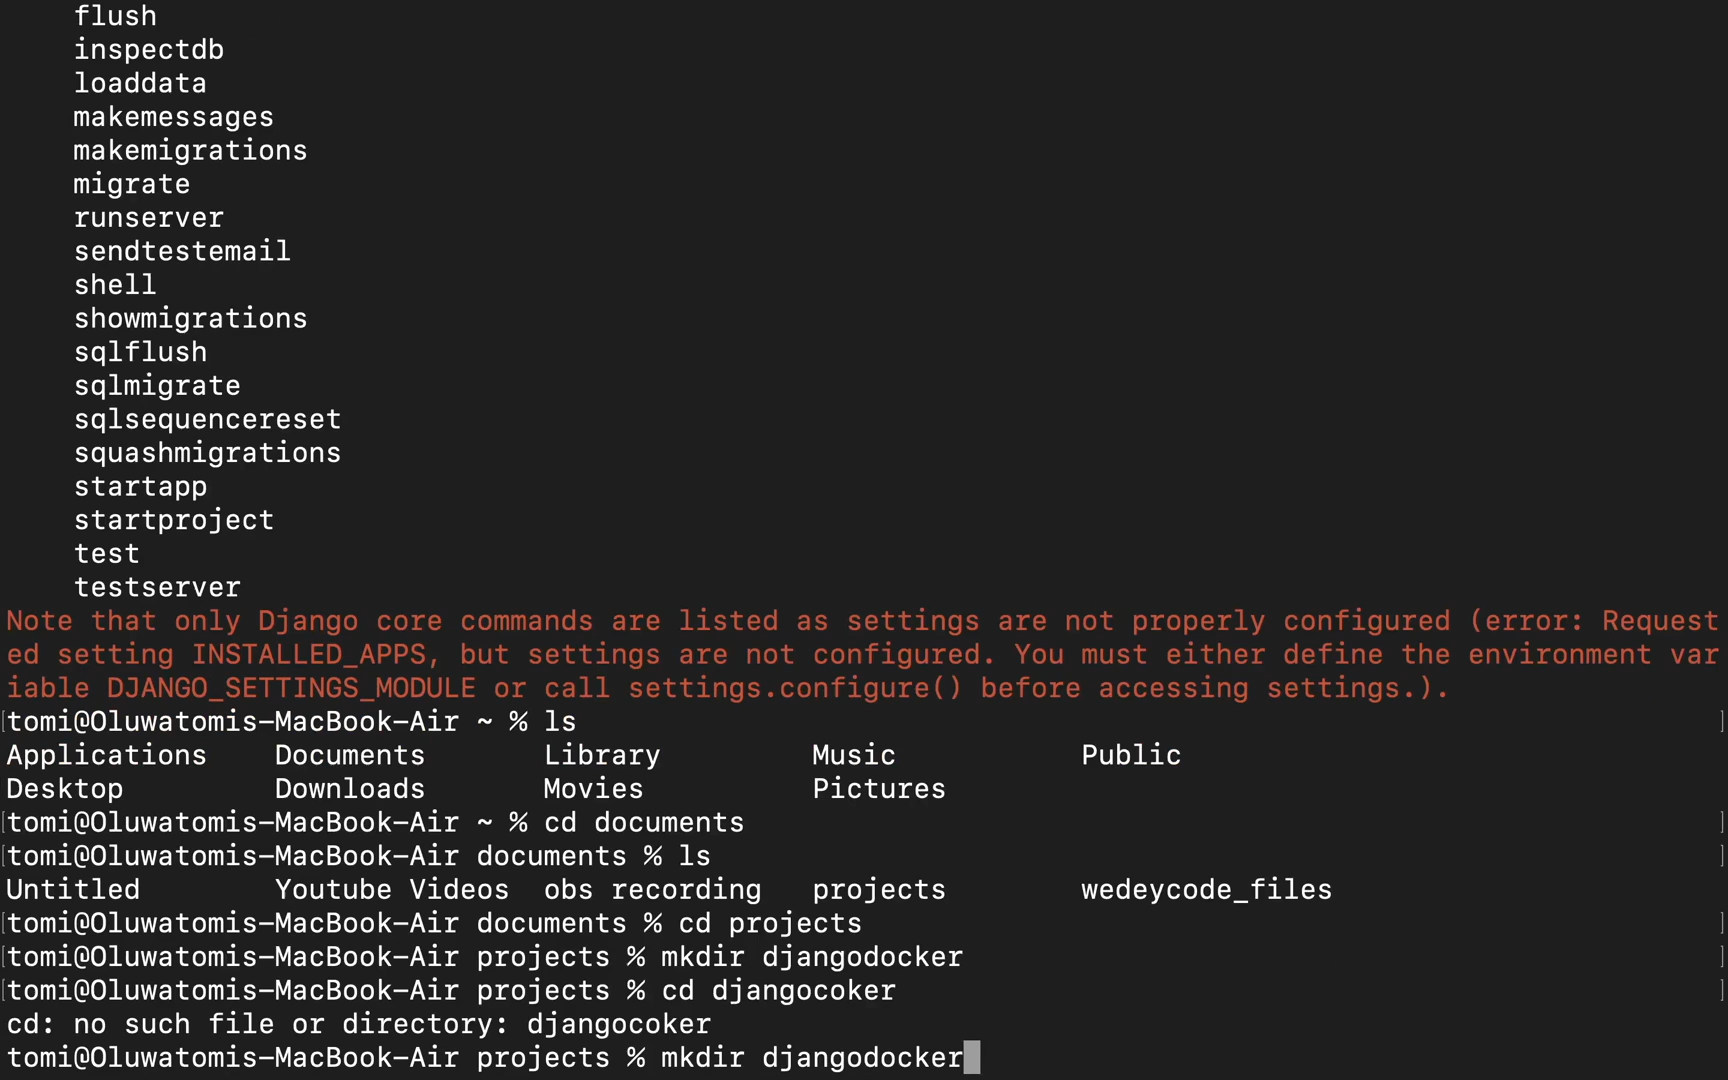 flush
inspectdb
loaddata
makemessages
makemigrations
migrate
runserver
sendtestemail
shell
showmigrations
sqlflush
sqlmigrate
sqlsequencereset
squashmigrations
startapp
startproject
test
testserver
Note that only Django core commands are listed as settings are not properly configured (error: Request
ed setting INSTALLED_APPS, but settings are not configured. You must either define the environment var
iable DJANGO_SETTINGS_MODULE or call settings.configure() before accessing settings.).
[tomi@Oluwatomis-MacBook-Air ~ % ls ]
Applications Documents Library Music Public
Desktop Downloads Movies Pictures
[tomi@Oluwatomis-MacBook-Air ~ % cd documents ]
[tomi@Oluwatomis-MacBook-Air documents % ls ]
Untitled Youtube Videos obs recording projects wedeycode_files
[tomi@Oluwatomis-MacBook-Air documents % cd projects ]
[tomi@Oluwatomis-MacBook-Air projects % mkdir djangodocker ]
[tomi@Oluwatomis-MacBook-Air projects % cd djangocoker ]
cd: no such file or directory: djangocoker
tomi@Oluwatomis-MacBook-Air projects % mkdir djangodocker